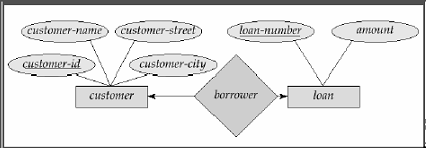 customer-name customer-street loan-number amount
customer-id customer-city
customer borrower loan